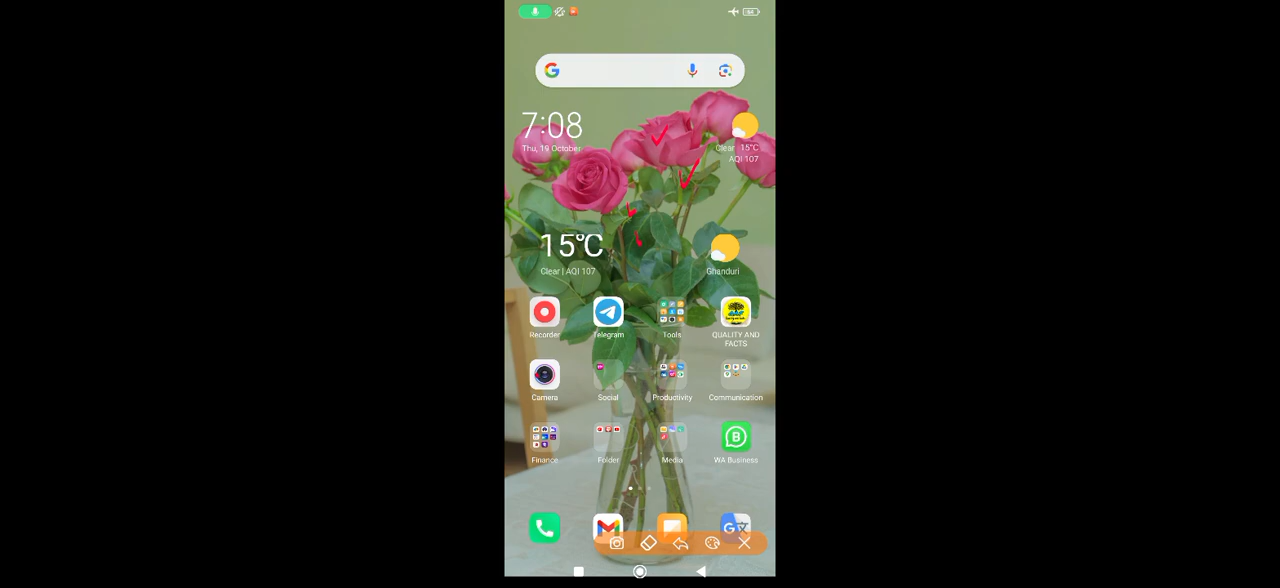 7:08
Thu, 19 October
Clear 15°C
AQI 107
15°C
Clear | AQI 107
Ghanduri
Recorder
Telegram
Tools
QUALITY AND FACTS
Camera
Social
Productivity
Communication
Finance
Folder
Media
WA Business